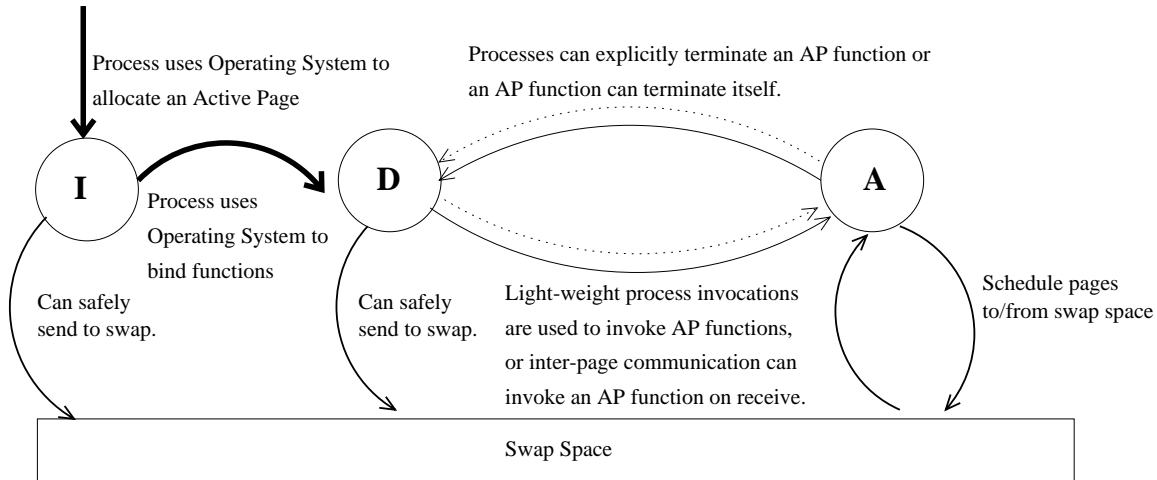 Process uses Operating System to
allocate an Active Page
Processes can explicitly terminate an AP function or
an AP function can terminate itself.
I
D
A
Process uses
Operating System to
bind functions
Can safely
send to swap.
Can safely
send to swap.
Light-weight process invocations
are used to invoke AP functions,
or inter-page communication can
invoke an AP function on receive.
Schedule pages
to/from swap space
Swap Space